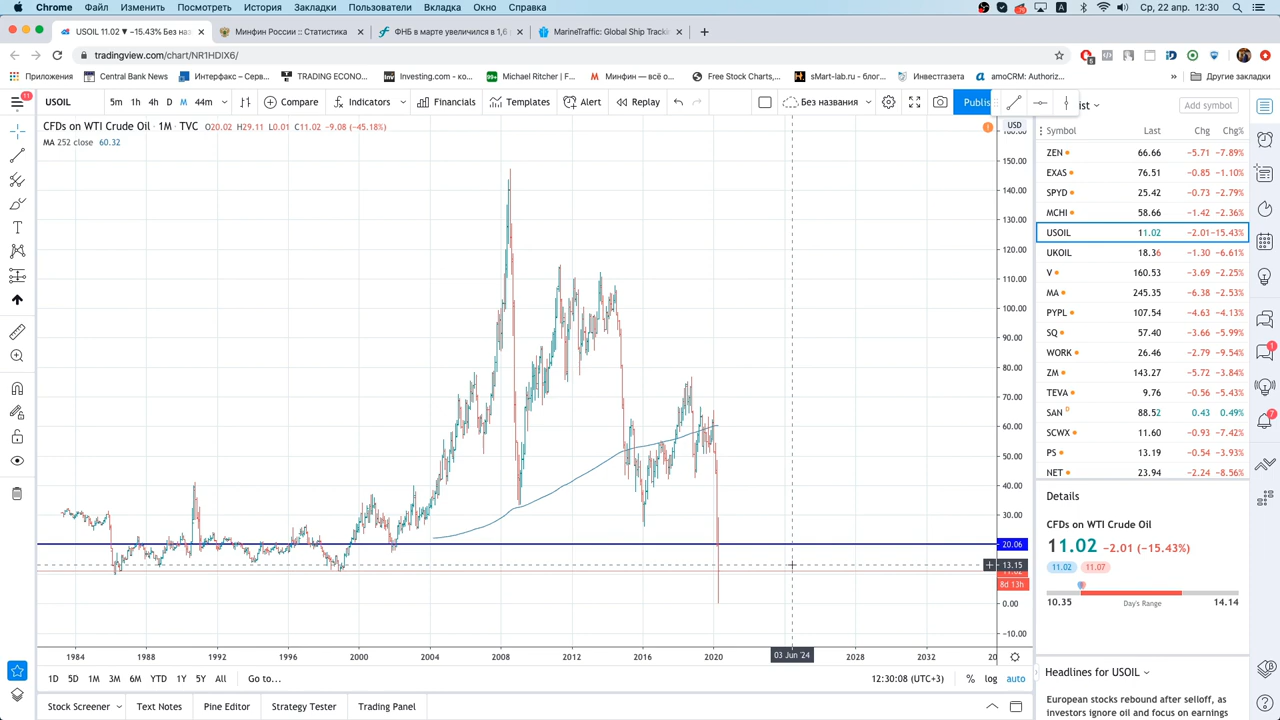 Chrome Файл Изменить Посмотреть История Закладки Пользователи Вкладка Окно Справка Ср, 22 апр. 12:30
USOIL 11.02 ▼ −15.43% Без наз Минфин России :: Статистика ФНБ в марте увеличился в 1,6 MarineTraffic: Global Ship Trackin
tradingview.com/chart/NR1HDIX6/
Приложения Central Bank News Интерфакс – Серв... TRADING ECONO... Investing.com - ко... Michael Ritcher | F... Минфин — всё о... Free Stock Charts,... sMart-lab.ru - блог... Инвестгазета amoCRM: Authoriz... » Другие закладки
11 USOIL 5m 1h 4h D M 44m Compare Indicators Financials Templates Alert Replay Без названия Publis ist Add symbol
CFDs on WTI Crude Oil · 1M · TVC O20.02 H29.11 L0.01 C11.02 −9.08 (−45.18%)
MA 252 close 60.32
USD
160.00
150.00
140.00
130.00
120.00
110.00
100.00
90.00
80.00
70.00
60.00
50.00
40.00
30.00
20.06
13.15
11.02
8d 13h
0.00
−10.00
1984 1988 1992 1996 2000 2004 2008 2012 2016 2020 03 Jun '24 2028 2032
1D 5D 1M 3M 6M YTD 1Y 5Y All Go to... 12:30:08 (UTC+3) % log auto
Stock Screener Text Notes Pine Editor Strategy Tester Trading Panel
Symbol Last Chg Chg%
ZEN 66.66 −5.71 −7.89%
EXAS 76.51 −0.85 −1.10%
SPYD 25.42 −0.73 −2.79%
MCHI 58.66 −1.42 −2.36%
USOIL 11.02 −2.01 −15.43%
UKOIL 18.36 −1.30 −6.61%
V 160.53 −3.69 −2.25%
MA 245.35 −6.38 −2.53%
PYPL 107.54 −4.63 −4.13%
SQ 57.40 −3.66 −5.99%
WORK 26.46 −2.79 −9.54%
ZM 143.27 −5.72 −3.84%
TEVA 9.76 −0.56 −5.43%
SAN D 88.52 0.43 0.49%
SCWX 11.60 −0.93 −7.42%
PS 13.19 −0.54 −3.93%
NET 23.94 −2.24 −8.56%
Details
CFDs on WTI Crude Oil
11.02 −2.01 (−15.43%)
11.02 11.07
10.35 Day's Range 14.14
Headlines for USOIL
European stocks rebound after selloff, as
investors ignore oil and focus on earnings
1
7